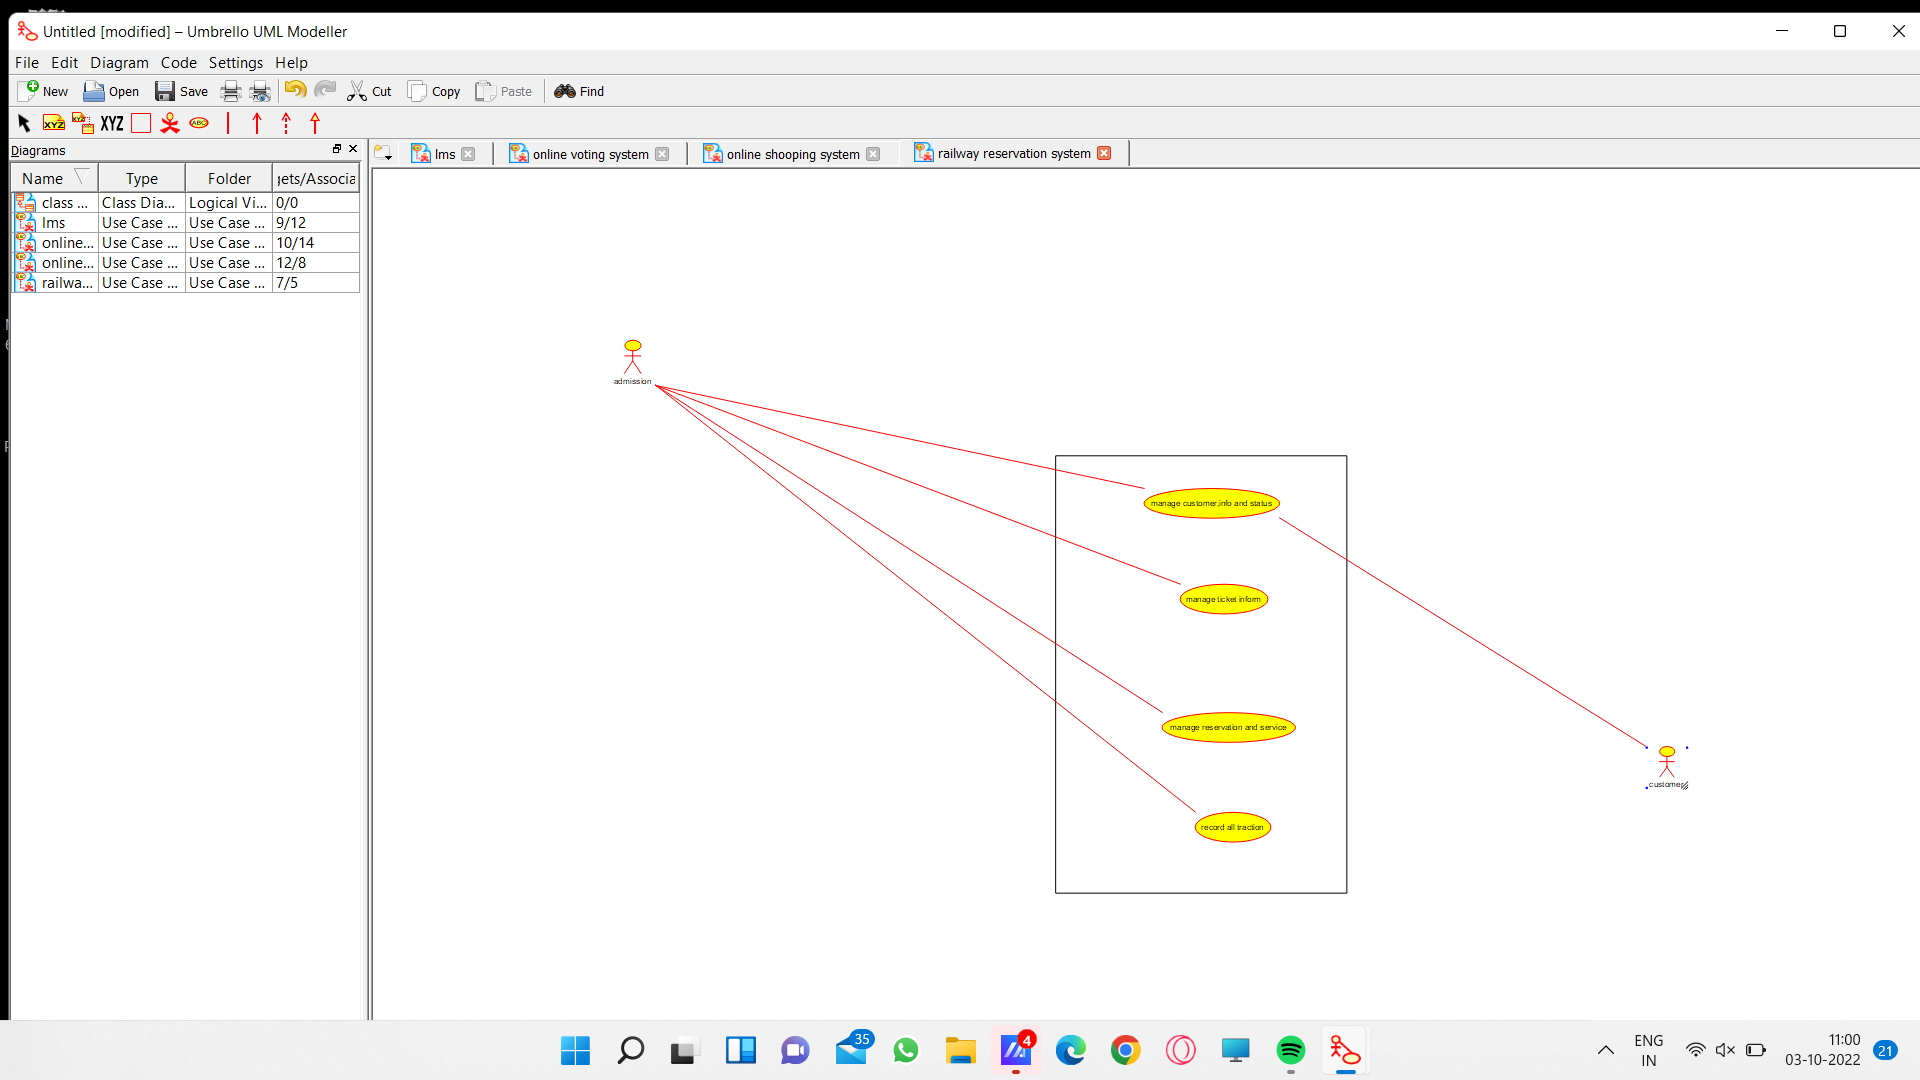 Untitled [modified] – Umbrello UML Modeller
File Edit Diagram Code Settings Help
New Open Save Cut Copy Paste Find
XYZ XYZ XYZ ABC
Diagrams
lms online voting system online shooping system railway reservation system
Name Type Folder gets/Associa
class ... Class Dia... Logical Vi... 0/0
lms Use Case ... Use Case ... 9/12
online... Use Case ... Use Case ... 10/14
online... Use Case ... Use Case ... 12/8
railwa... Use Case ... Use Case ... 7/5
admission
manage customer,info and status
manage ticket inform
manage reservation and service
customer
record all traction
35
4
ENG
IN
11:00
03-10-2022
21